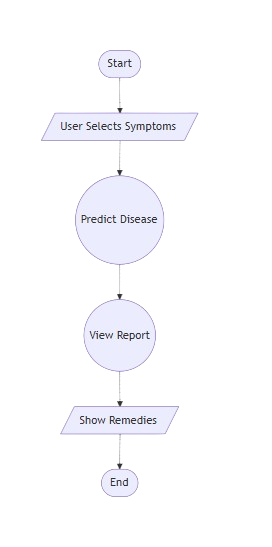 Start
User Selects Symptoms
Predict Disease
View Report
Show Remedies
End